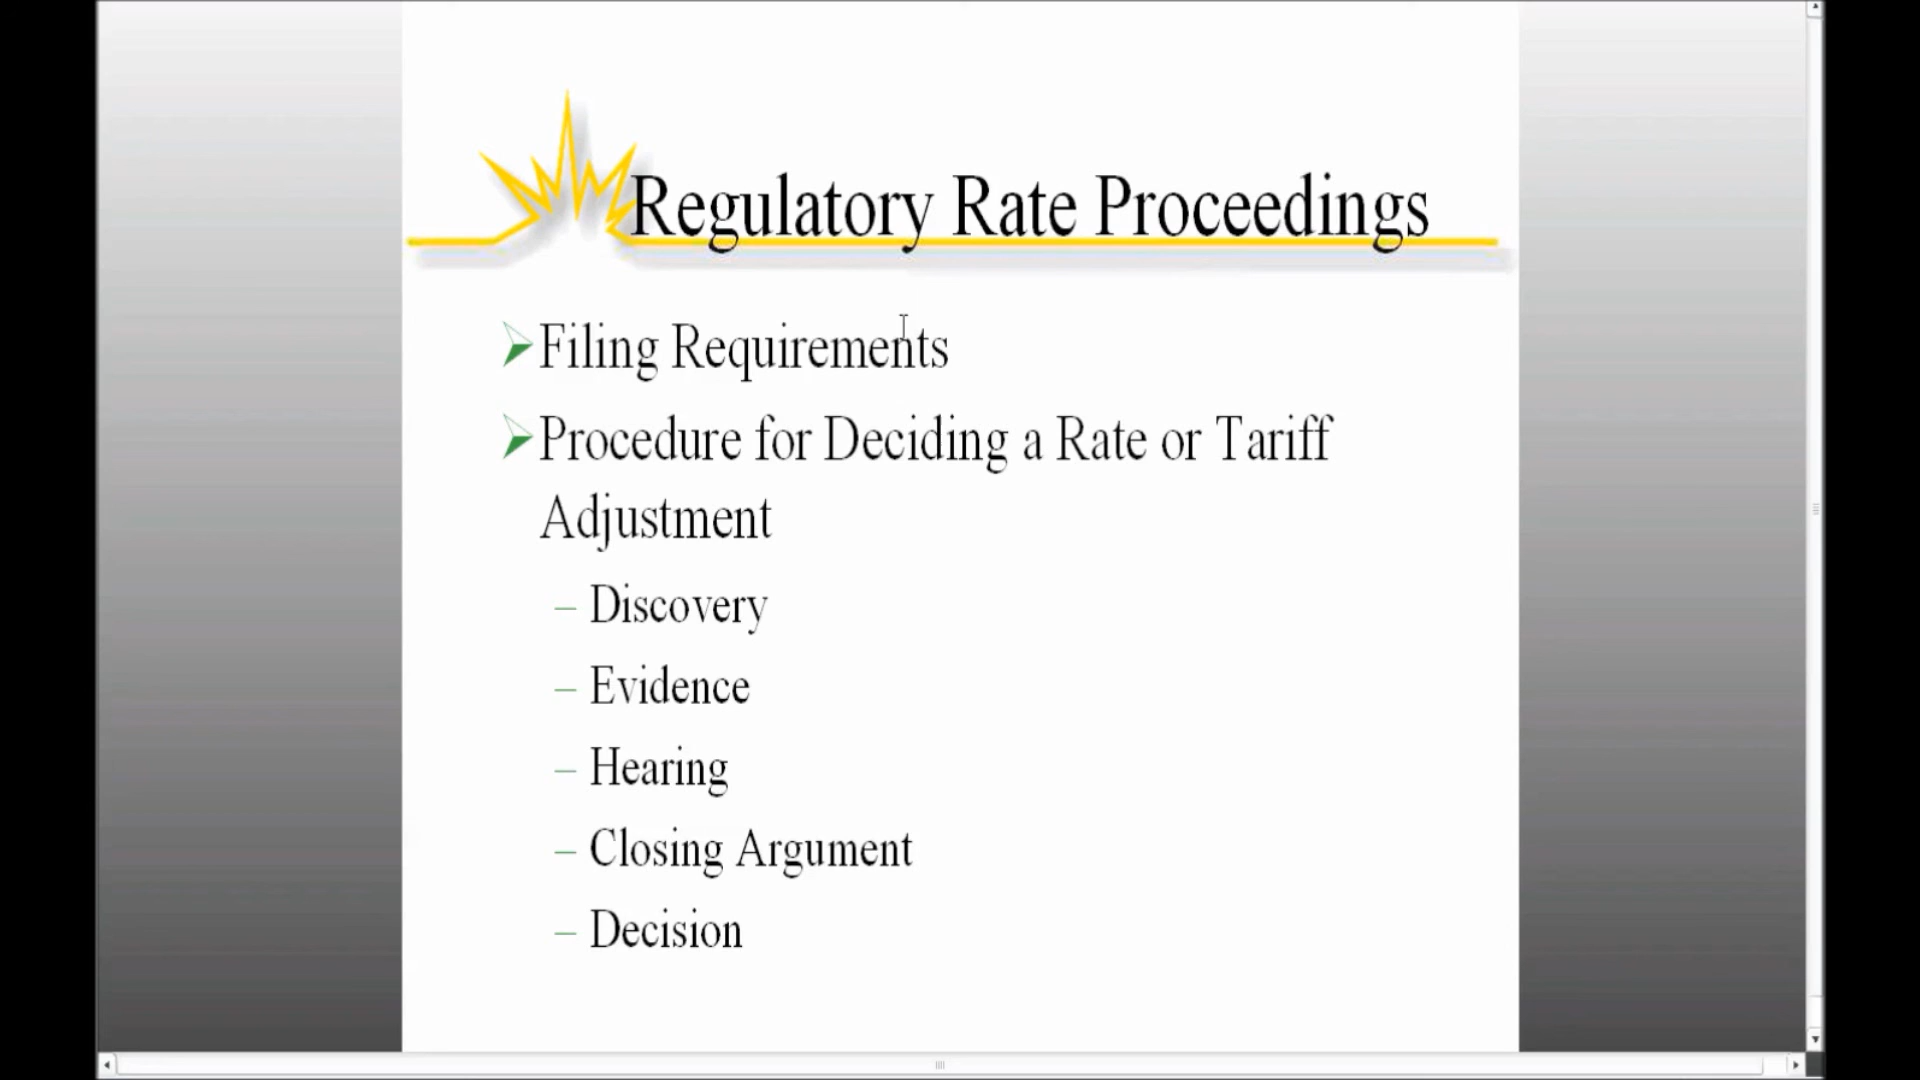 Regulatory Rate Proceedings
Filing Requirements
Procedure for Deciding a Rate or Tariff
Adjustment
– Discovery
– Evidence
– Hearing
– Closing Argument
– Decision